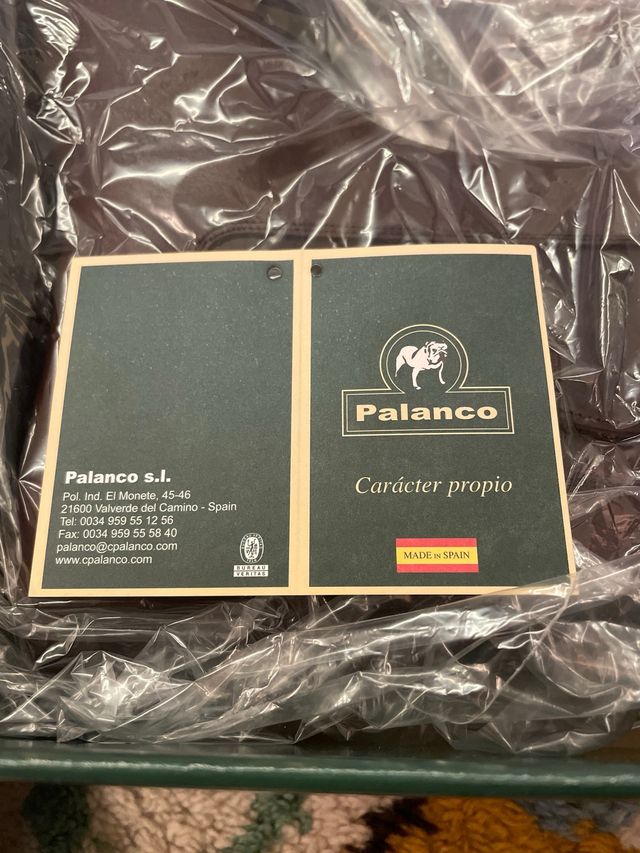 Palanco s.l.
Pol. Ind. El Monete, 45-46
21600 Valverde del Camino - Spain
Tel: 0034 959 55 12 56
Fax: 0034 959 55 58 40
palanco@cpalanco.com
www.cpalanco.com
BUREAU
VERITAS
Palanco
Carácter propio
MADE IN SPAIN